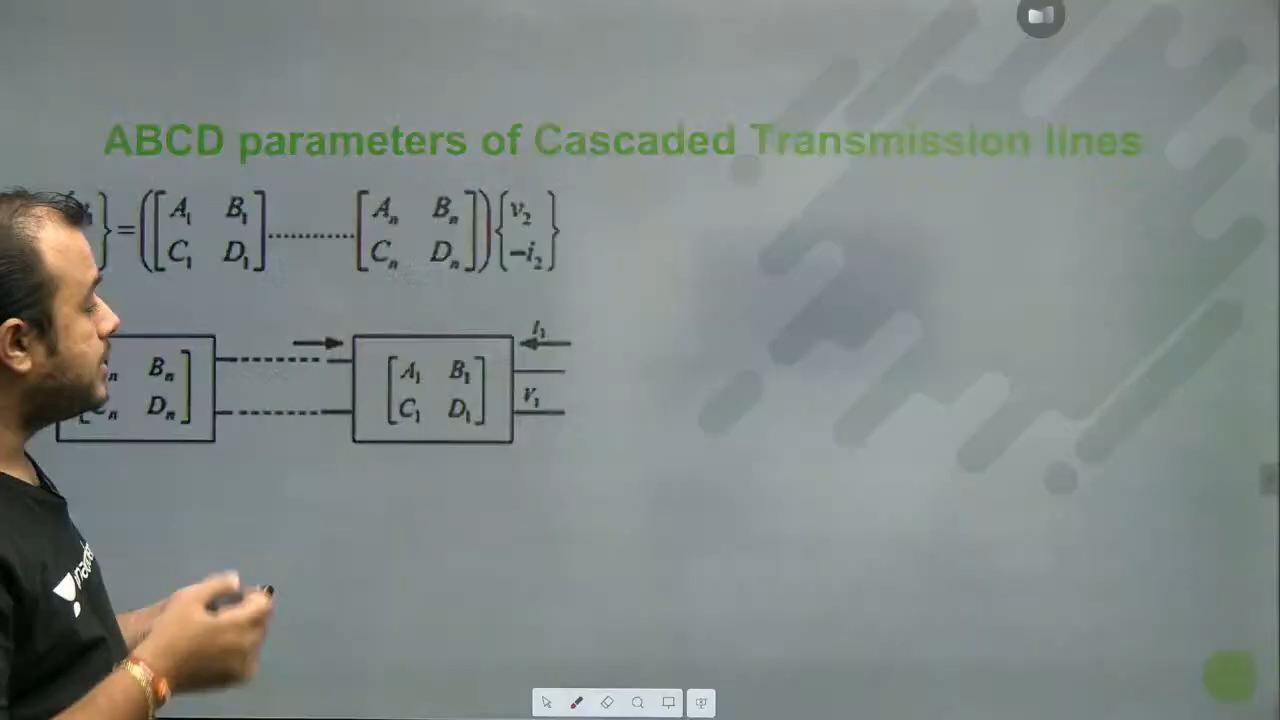 ABCD parameters of Cascaded Transmission lines
} = ([A₁ B₁ C₁ D₁] ........... [Aₙ Bₙ Cₙ Dₙ]) {v₂ −i₂}
I₁
Bₙ A₁ B₁
V₁
Cₙ Dₙ C₁ D₁